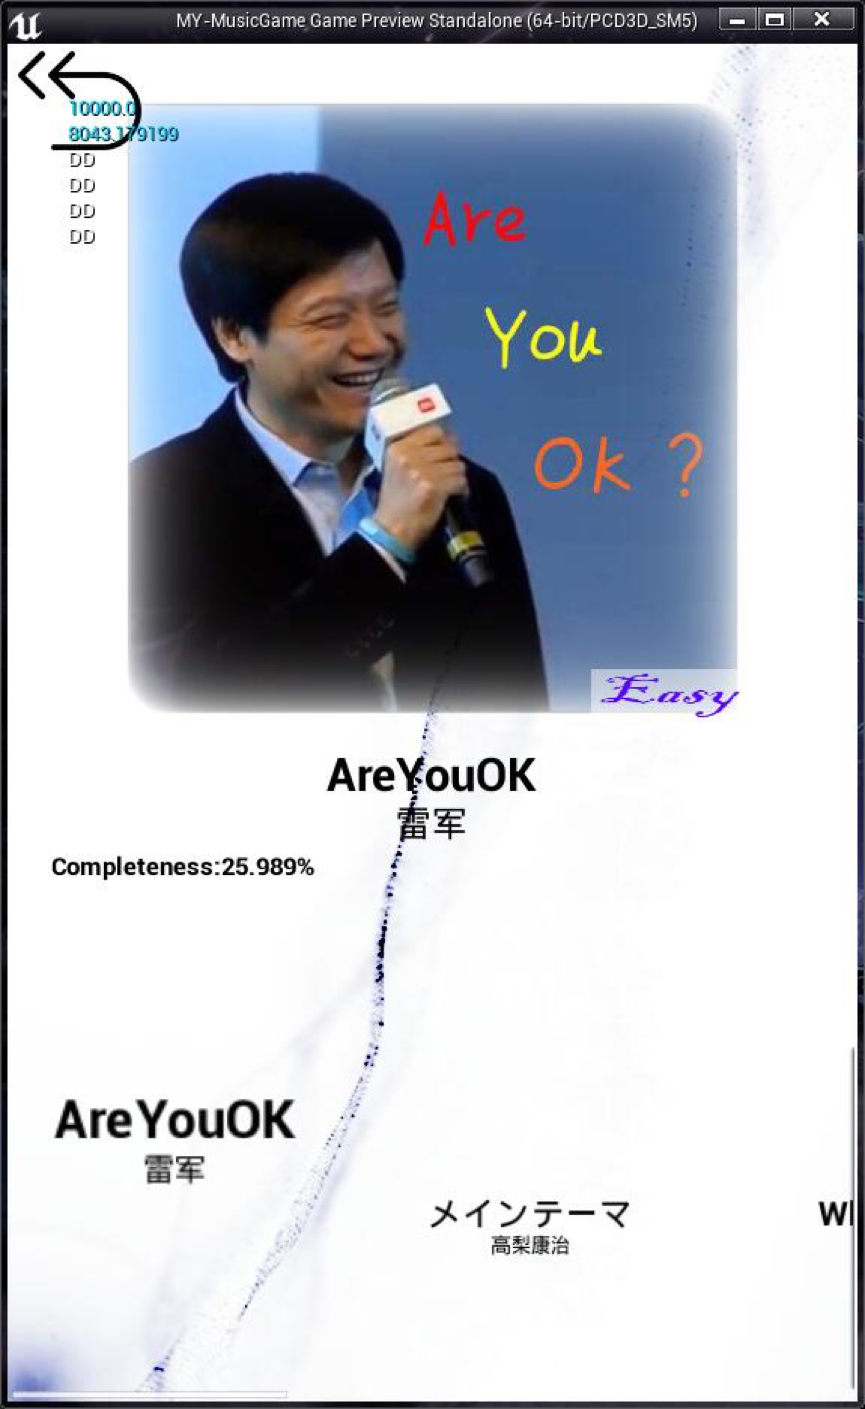 MY-MusicGame Game Preview Standalone (64-bit/PCD3D_SM5)
10000.0
8043.179199
DD
DD
DD
DD
Are
You
Ok ?
Easy
AreYouOK
雷军
Completeness:25.989%
AreYouOK
雷军
メインテーマ
高梨康治